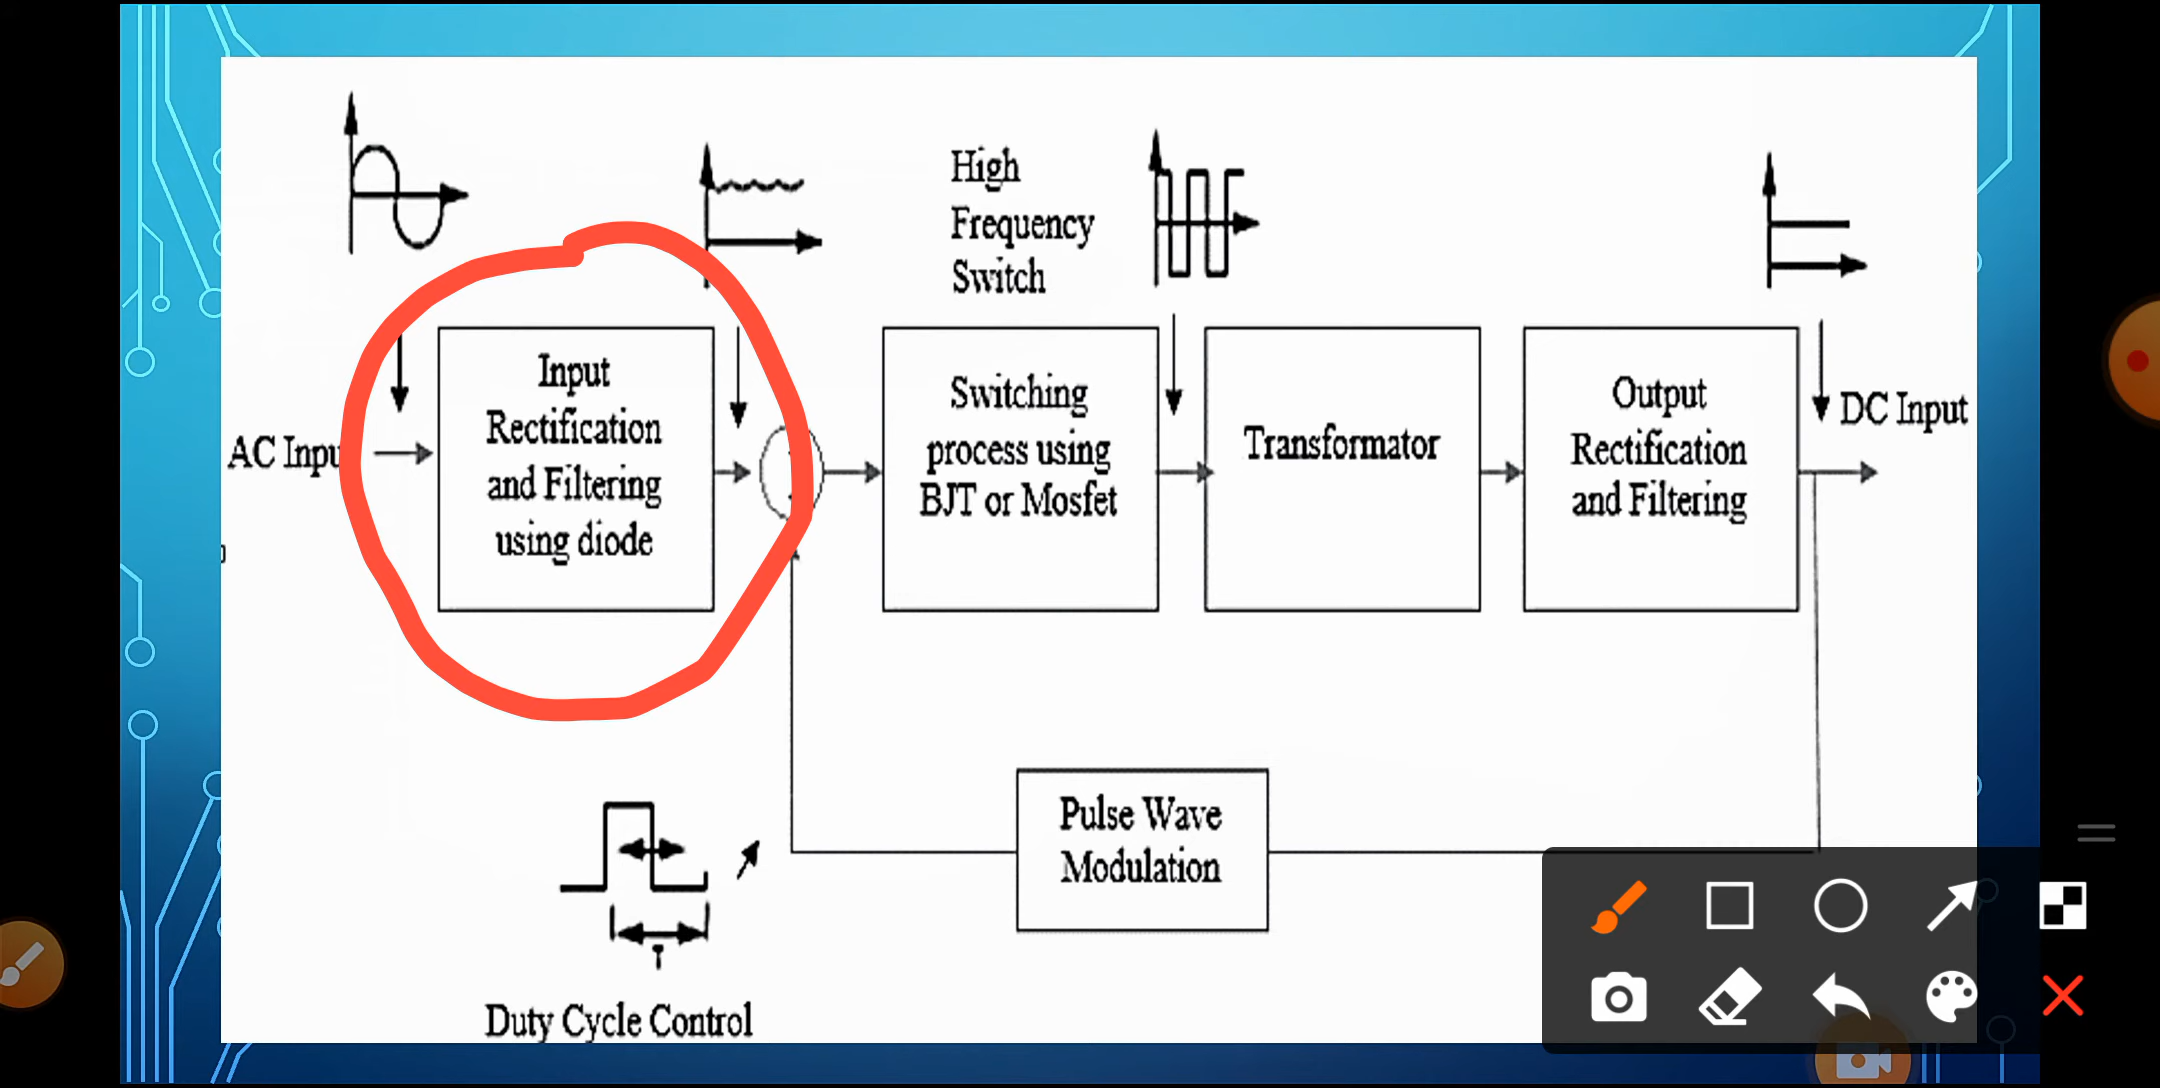 High
Frequency
Switch
AC Inpu
Input
Rectification
and Filtering
using diode
Switching
process using
BJT or Mosfet
Transformator
Output
Rectification
and Filtering
DC Input
Pulse Wave
Modulation
T
Duty Cycle Control